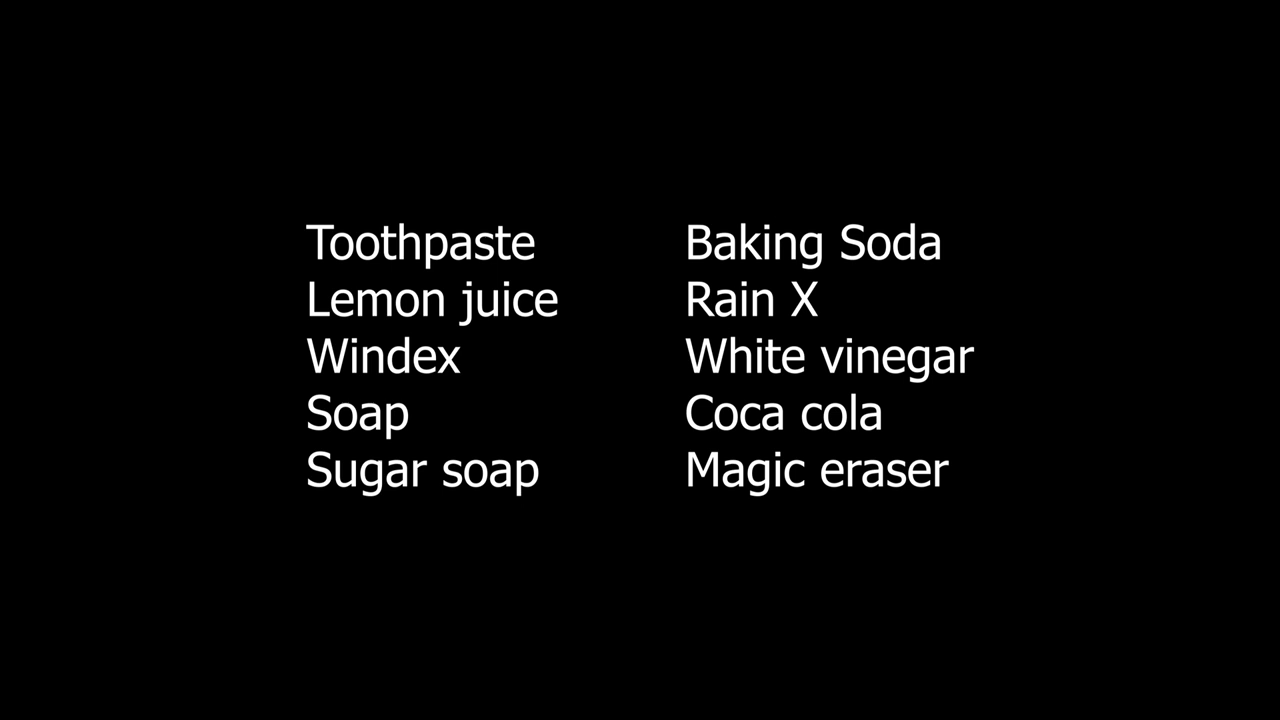 Toothpaste
Lemon juice
Windex
Soap
Sugar soap
Baking Soda
Rain X
White vinegar
Coca cola
Magic eraser